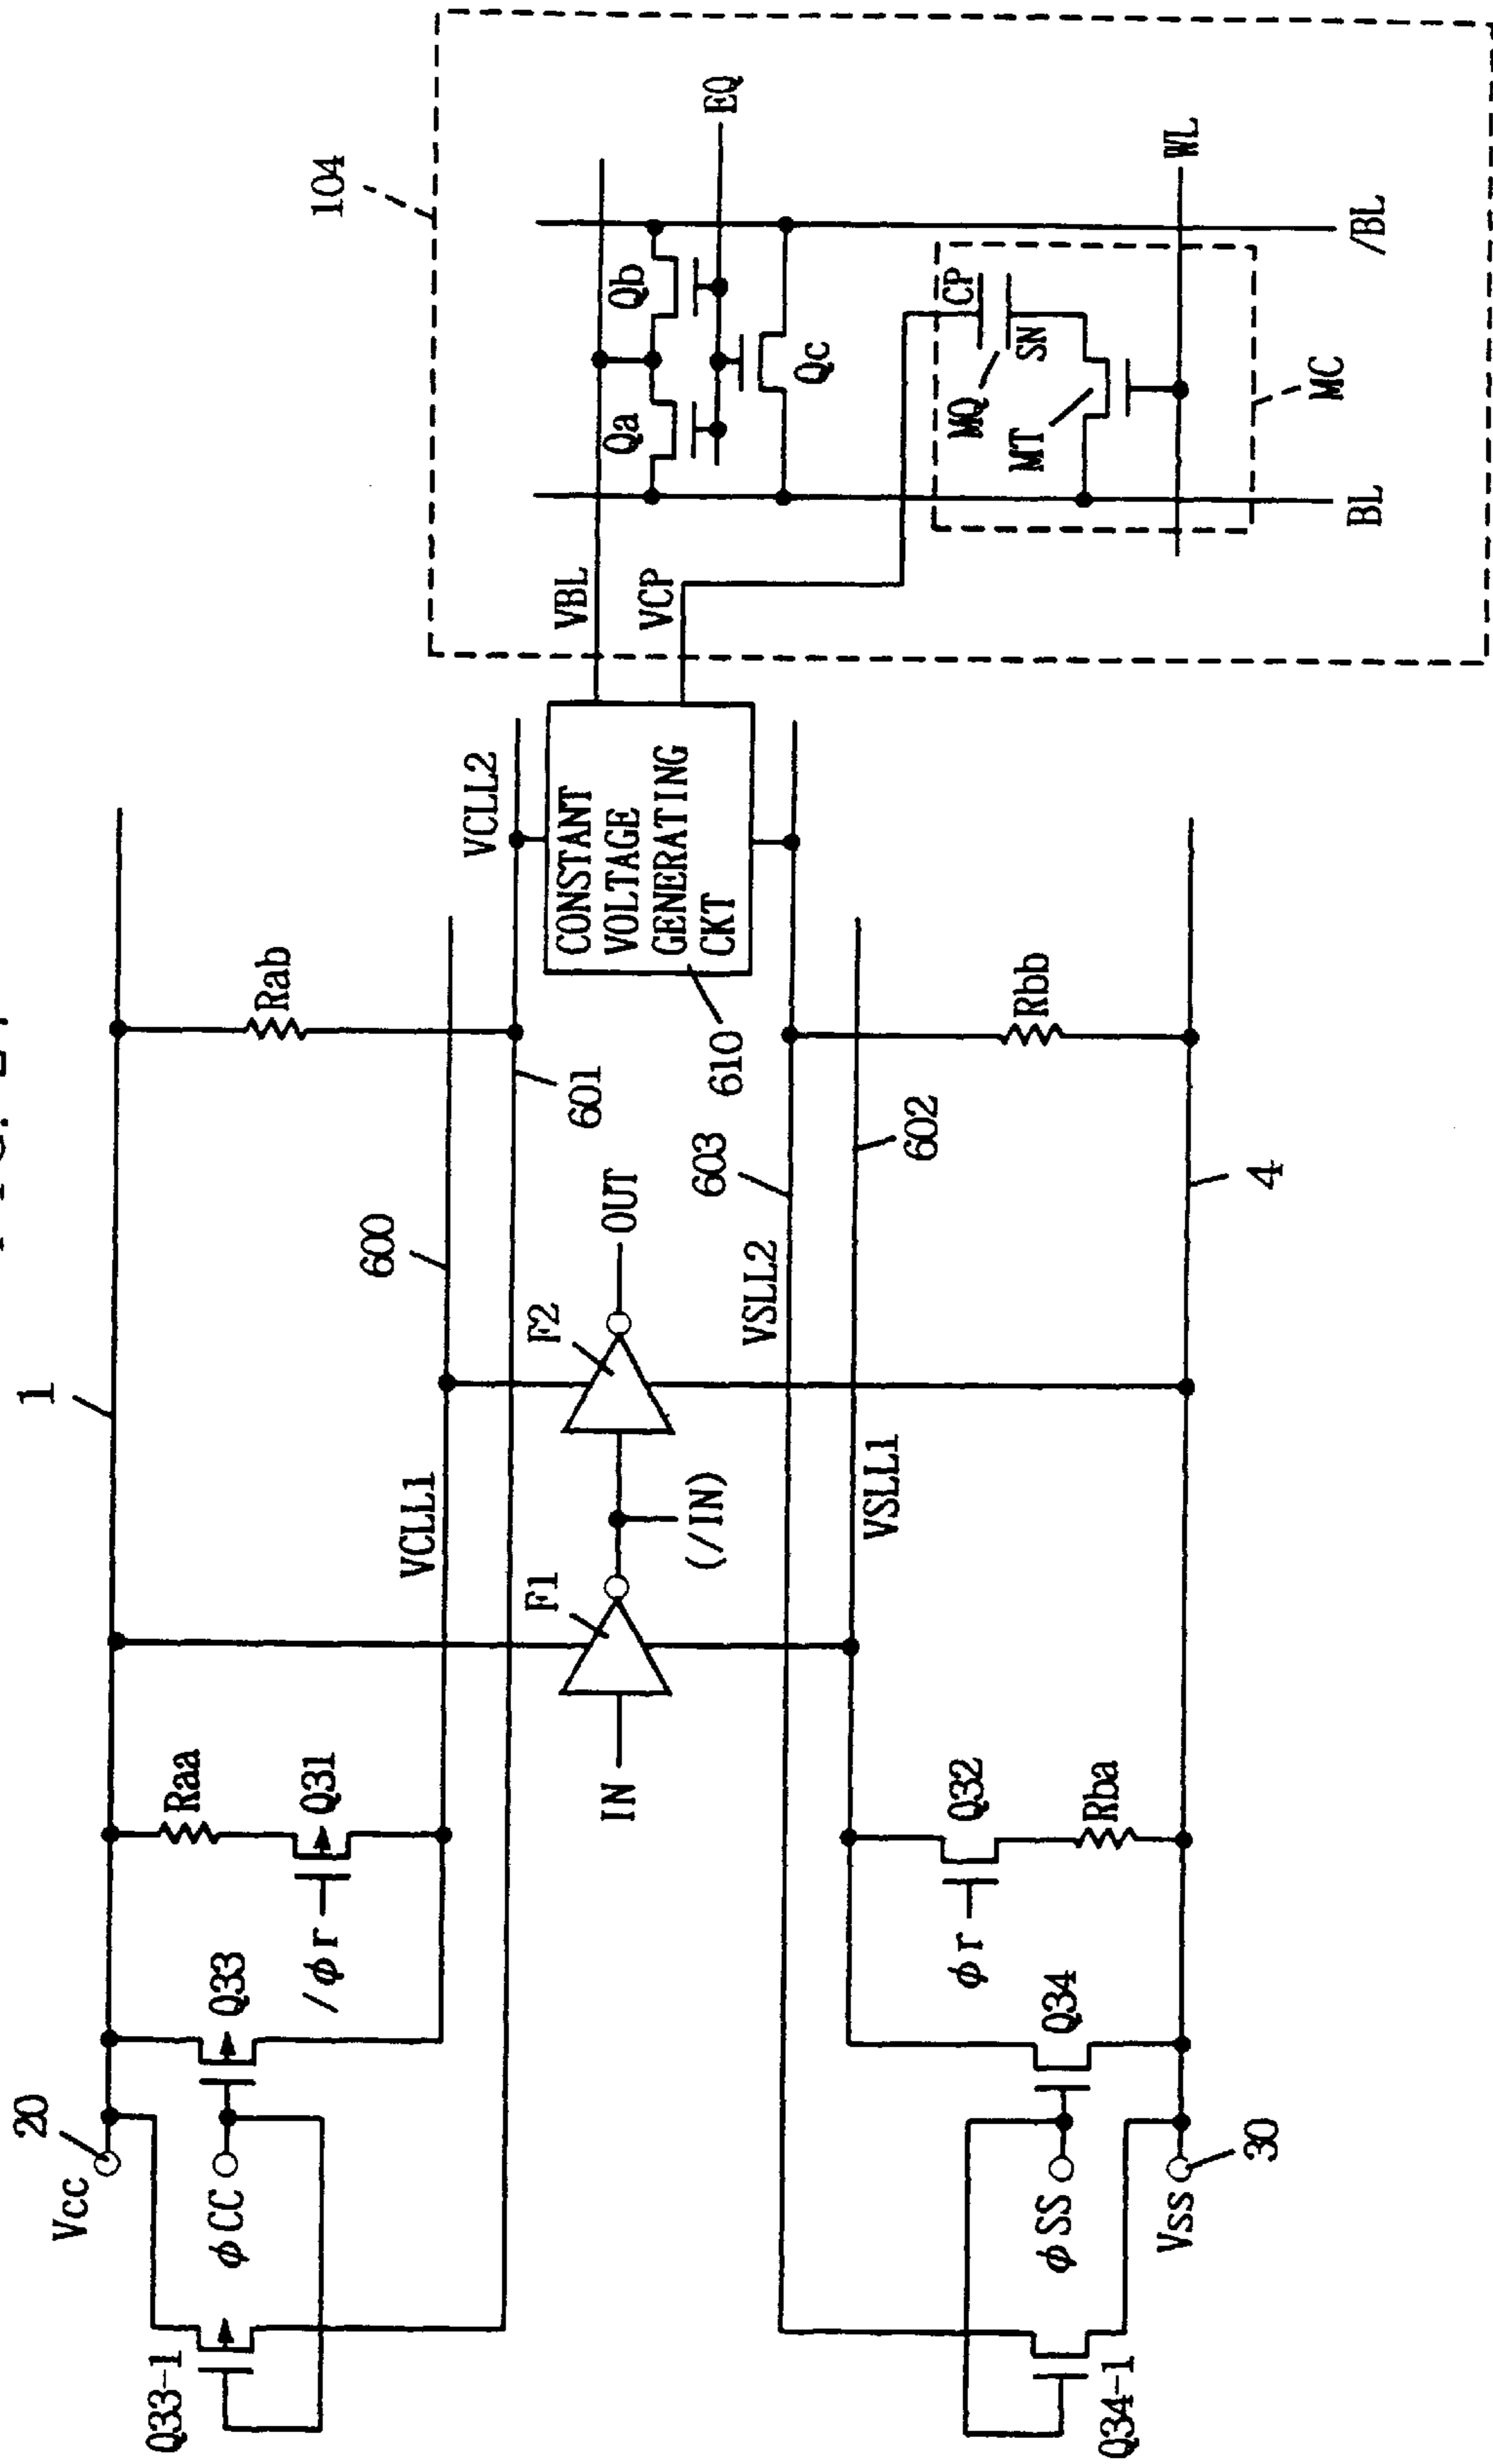 1
20
Vcc
Q33-1
φCC
Q33
/φr
Raa
Q31
VCLL1
600
Rab
601
VCLL2
IN
F1
(/IN)
F2
OUT
CONSTANT
VOLTAGE
GENERATING
CKT
610
VSLL2
603
VSLL1
602
Q32
φr
Rba
Q34
φSS
Q34-1
Vss
30
Rbb
4
104
VBL
VCP
Qa
Qb
EQ
Qc
MQ
CP
SN
MT
WL
MC
BL
/BL